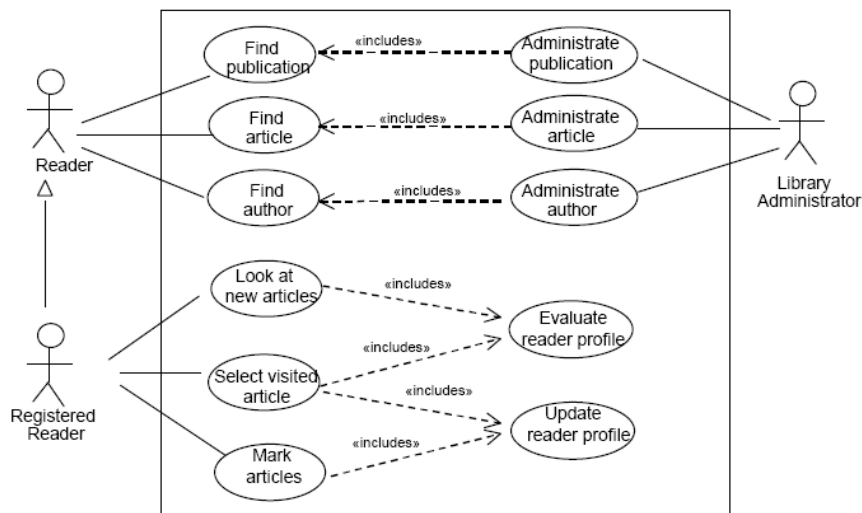 Find
publication
«includes»
Administrate
publication
Find
article
«includes»
Administrate
article
Reader
Find
author
«includes»
Administrate
author
Library
Administrator
Look at
new articles
«includes»
Evaluate
reader profile
«includes»
Select visited
article
«includes»
Registered
Reader
Update
reader profile
«includes»
Mark
articles